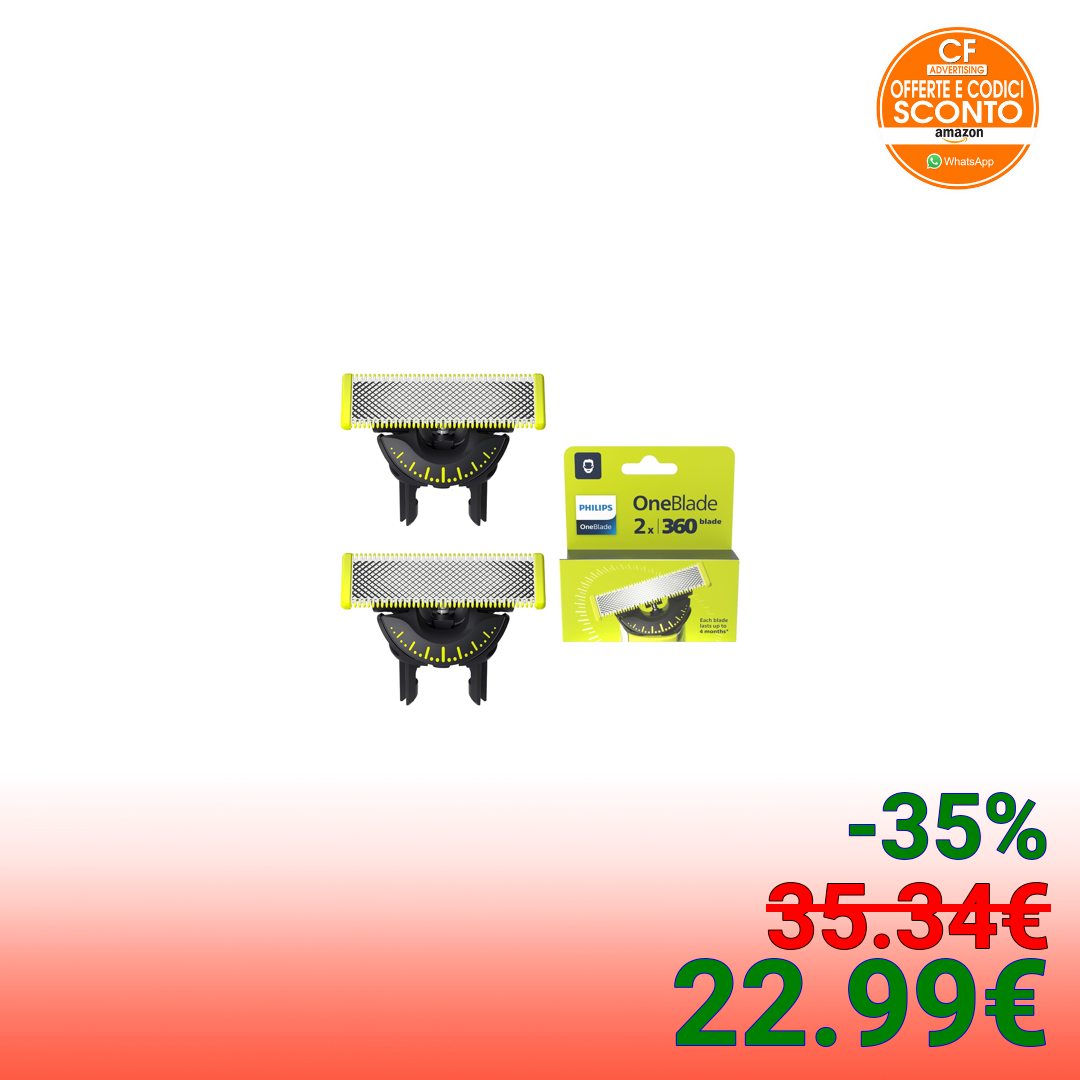 CF
ADVERTISING
OFFERTE E CODICI
SCONTO
amazon
WhatsApp
PHILIPS
OneBlade
OneBlade
2x 360 blade
Each blade
lasts up to
4 months*
-35%
35.34€
22.99€